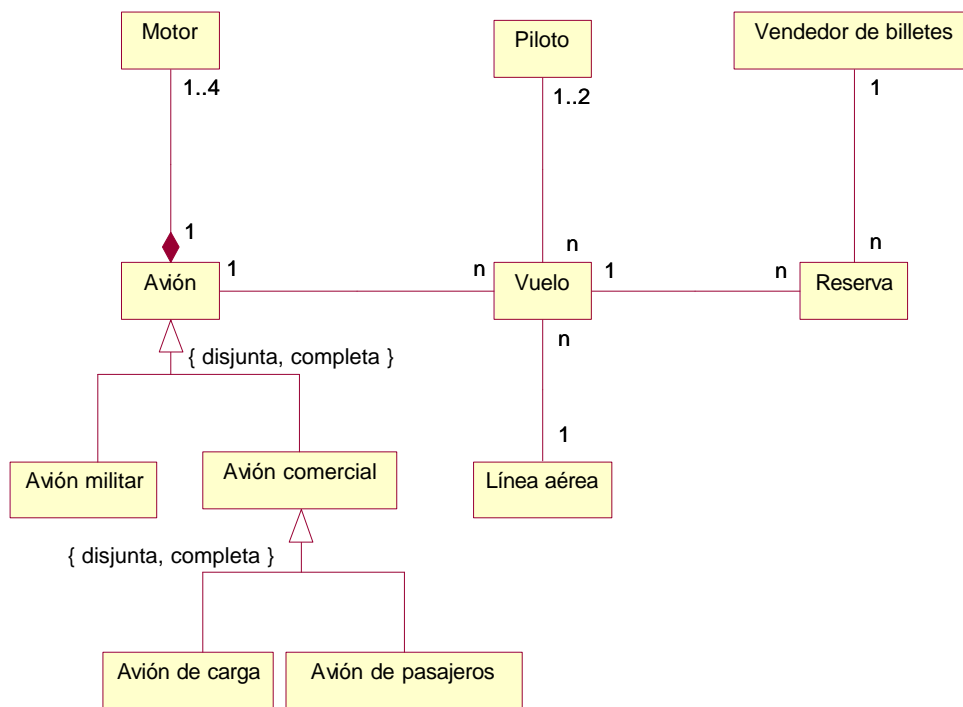 Motor
Piloto
Vendedor de billetes
1..4
1..2
1
1
n
n
Avión
1
n
Vuelo
1
n
Reserva
{ disjunta, completa }
n
1
Avión militar
Avión comercial
Línea aérea
{ disjunta, completa }
Avión de carga
Avión de pasajeros